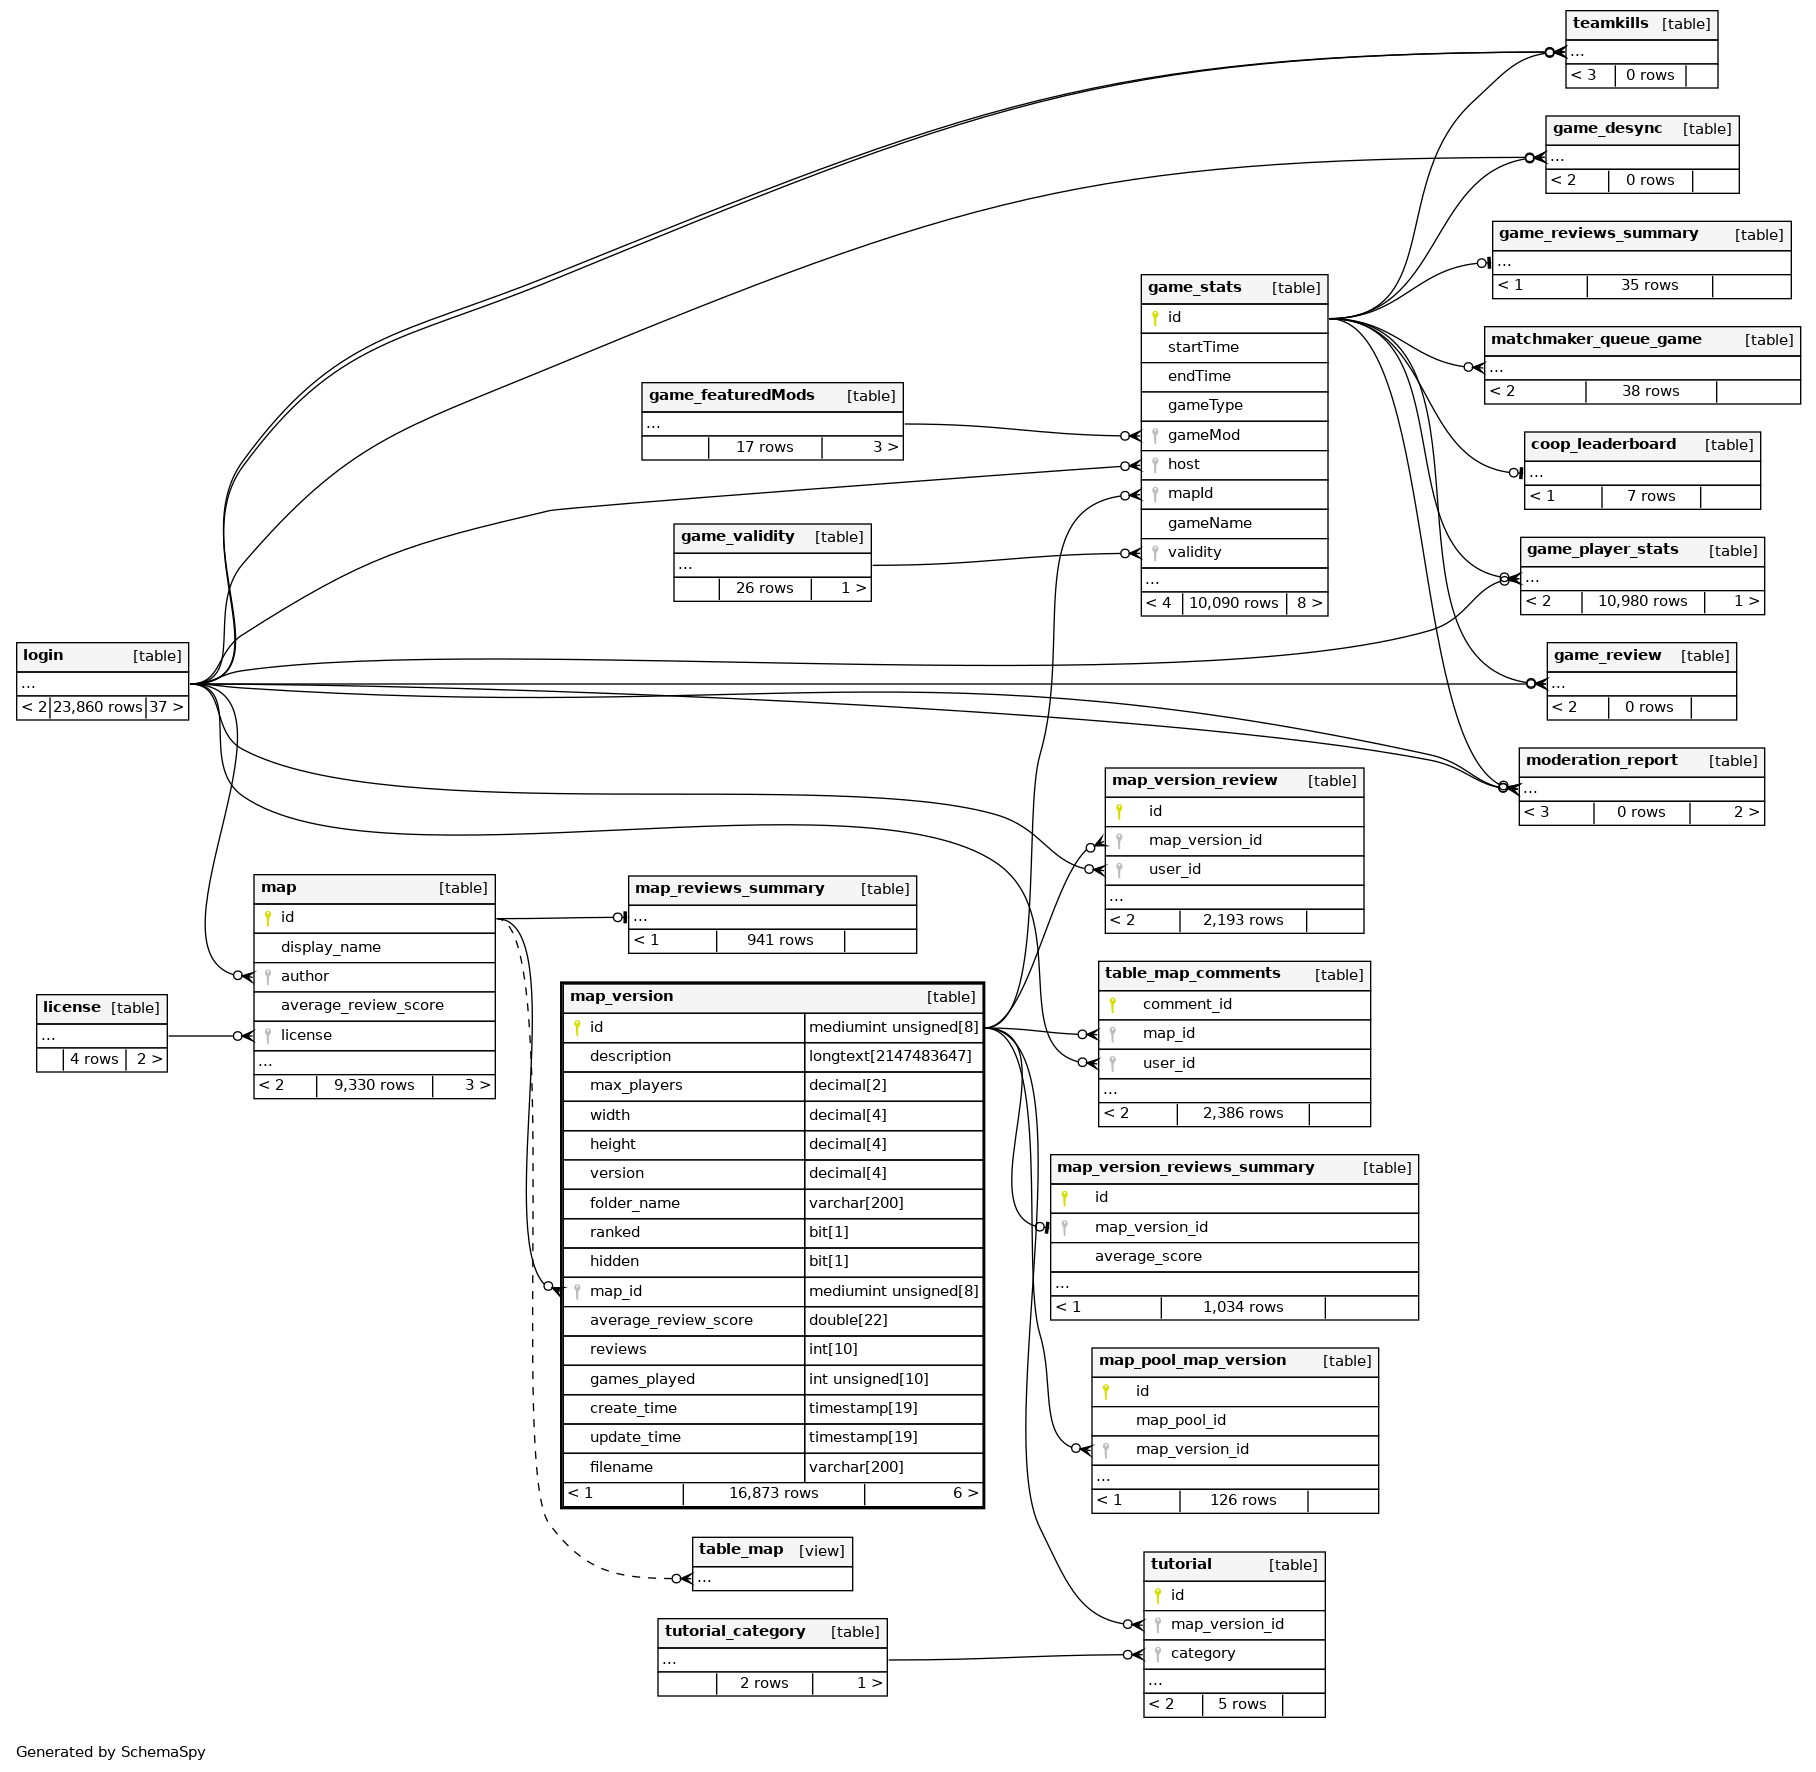 teamkills [table]
...
< 3 0 rows
game_desync [table]
...
< 2 0 rows
game_reviews_summary [table]
...
< 1 35 rows
game_stats [table]
id
startTime
endTime
gameType
gameMod
host
mapId
gameName
validity
...
< 4 10,090 rows 8 >
matchmaker_queue_game [table]
...
< 2 38 rows
game_featuredMods [table]
...
17 rows 3 >
coop_leaderboard [table]
...
< 1 7 rows
game_validity [table]
...
26 rows 1 >
game_player_stats [table]
...
< 2 10,980 rows 1 >
login [table]
...
< 2 23,860 rows 37 >
game_review [table]
...
< 2 0 rows
moderation_report [table]
...
< 3 0 rows 2 >
map_version_review [table]
id
map_version_id
user_id
...
< 2 2,193 rows
map [table]
id
display_name
author
average_review_score
license
...
< 2 9,330 rows 3 >
map_reviews_summary [table]
...
< 1 941 rows
license [table]
...
4 rows 2 >
table_map_comments [table]
comment_id
map_id
user_id
...
< 2 2,386 rows
map_version [table]
id mediumint unsigned[8]
description longtext[2147483647]
max_players decimal[2]
width decimal[4]
height decimal[4]
version decimal[4]
folder_name varchar[200]
ranked bit[1]
hidden bit[1]
map_id mediumint unsigned[8]
average_review_score double[22]
reviews int[10]
games_played int unsigned[10]
create_time timestamp[19]
update_time timestamp[19]
filename varchar[200]
< 1 16,873 rows 6 >
map_version_reviews_summary [table]
id
map_version_id
average_score
...
< 1 1,034 rows
map_pool_map_version [table]
id
map_pool_id
map_version_id
...
< 1 126 rows
table_map [view]
...
tutorial [table]
id
map_version_id
category
...
< 2 5 rows
tutorial_category [table]
...
2 rows 1 >
Generated by SchemaSpy